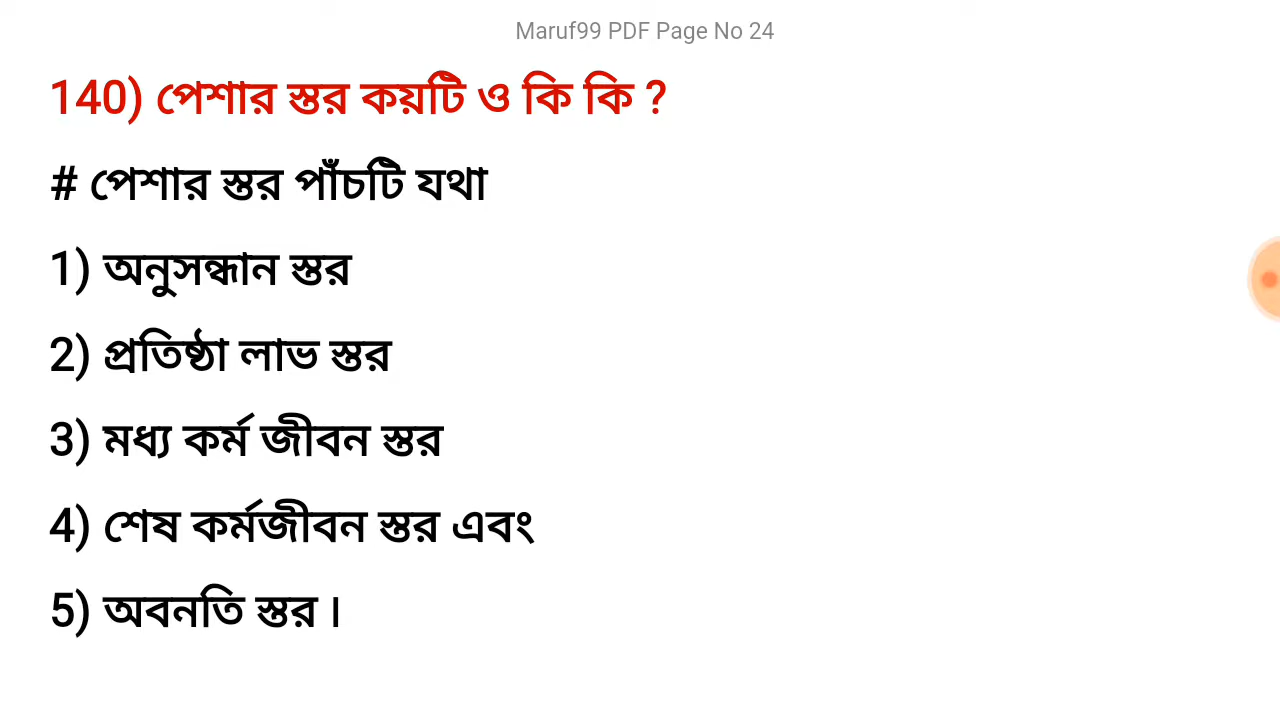 Maruf99 PDF Page No 24
140) পেশার স্তর কয়টি ও কি কি ?
# পেশার স্তর পাঁচটি যথা
1) অনুসন্ধান স্তর
2) প্রতিষ্ঠা লাভ স্তর
3) মধ্য কর্ম জীবন স্তর
4) শেষ কর্মজীবন স্তর এবং
5) অবনতি স্তর।